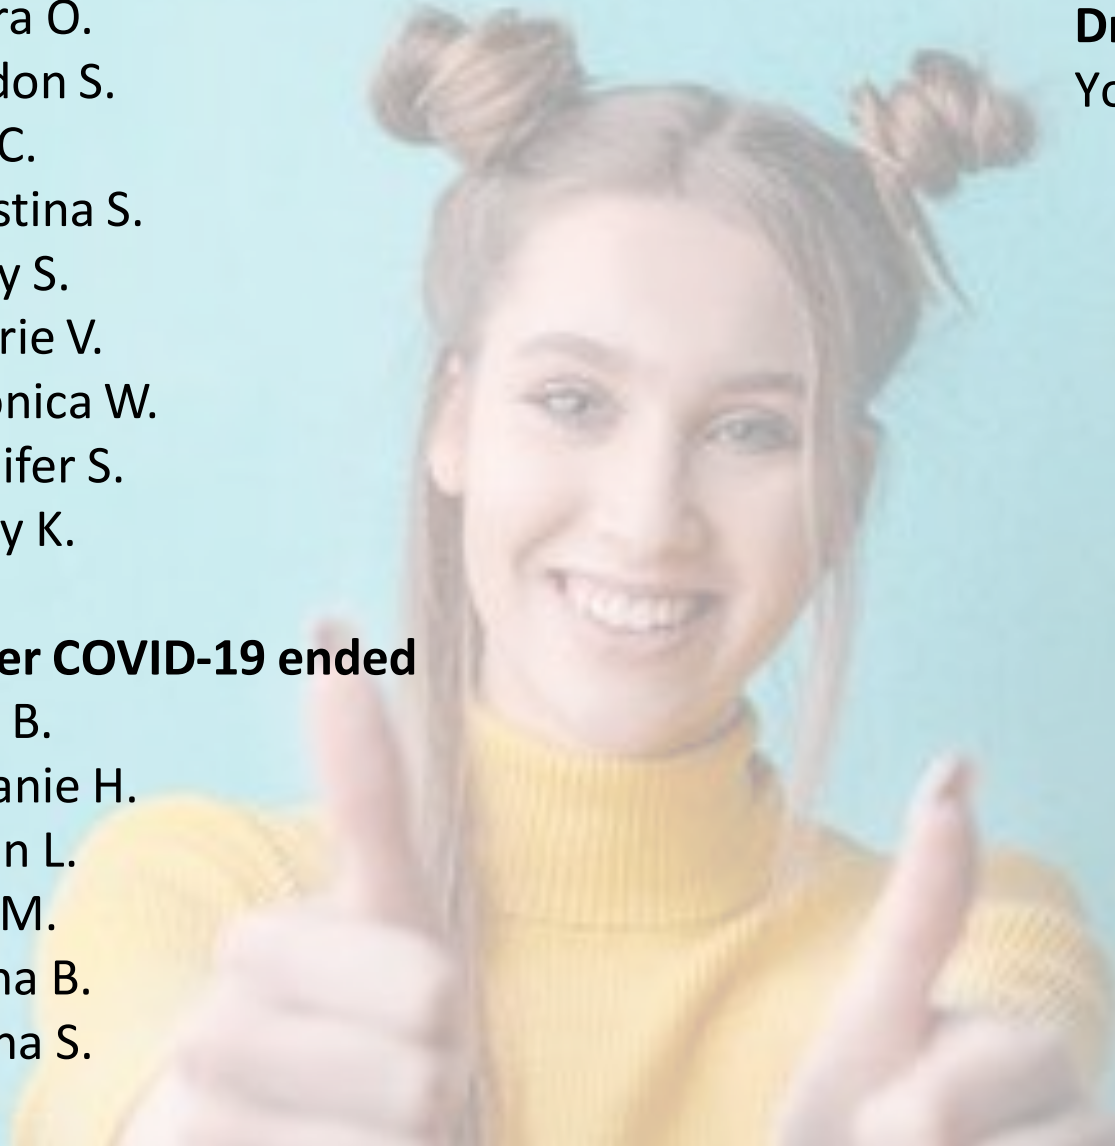 ra O.
don S.
C.
stina S.
y S.
rie V.
onica W.
ifer S.
y K.
er COVID-19 ended
B.
anie H.
n L.
M.
na B.
na S.
Dr
Yo